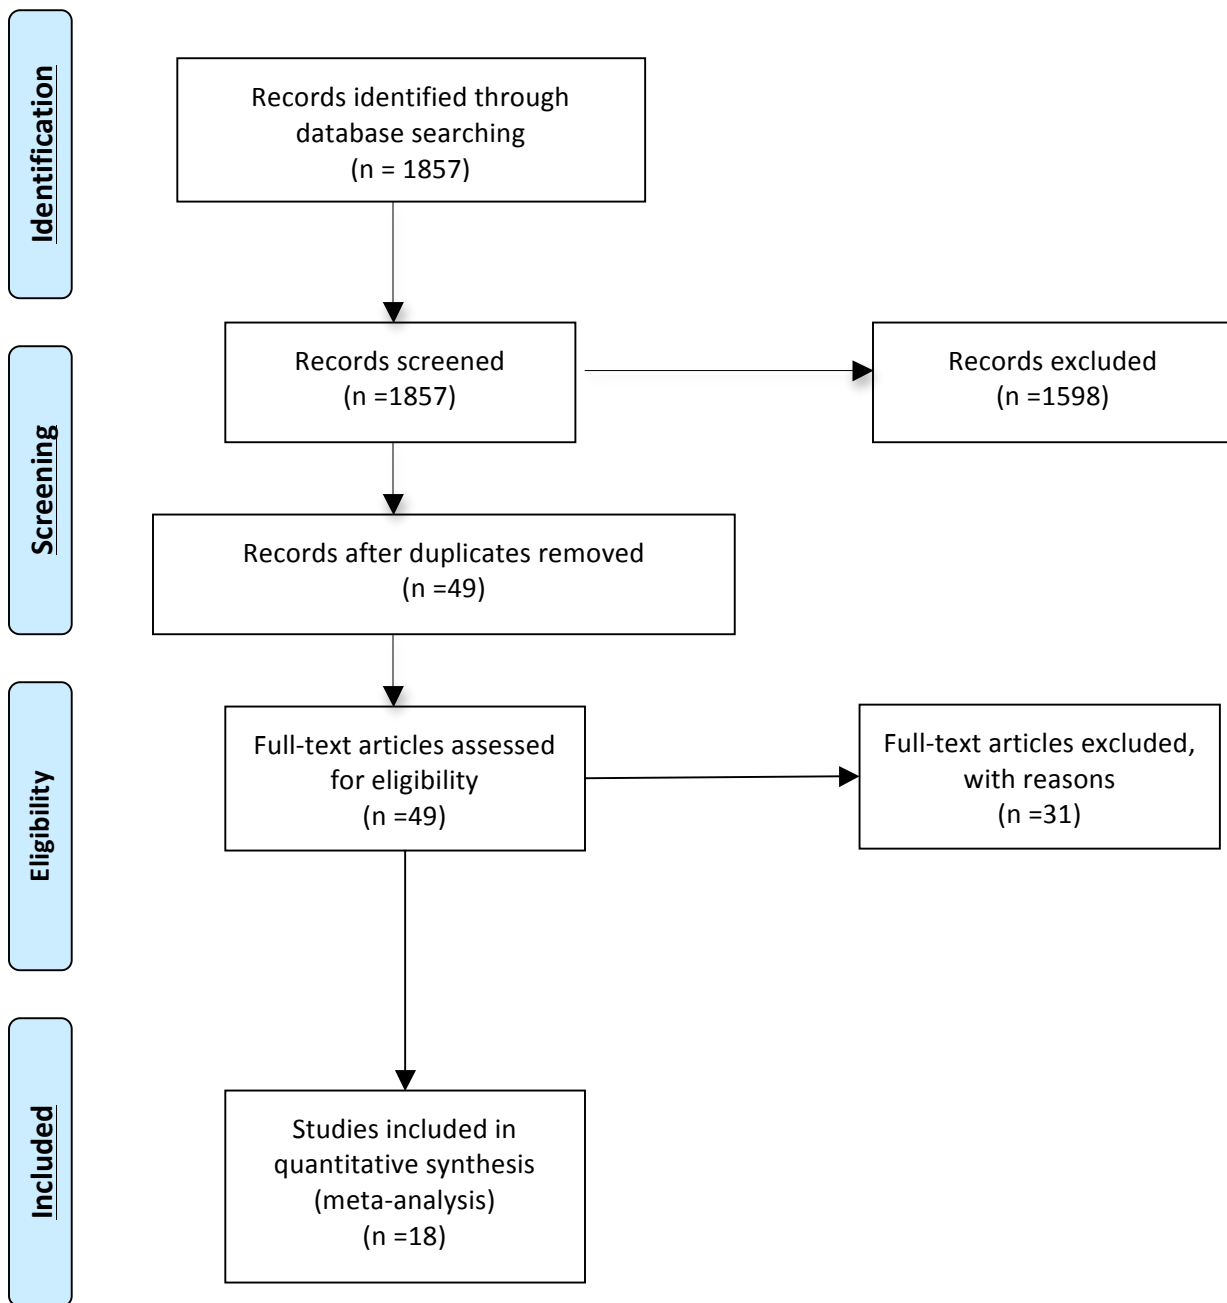 Identification
Records identified through
database searching
(n = 1857)
Screening
Records screened
(n =1857)
Records excluded
(n =1598)
Records after duplicates removed
(n =49)
Eligibility
Full-text articles assessed
for eligibility
(n =49)
Full-text articles excluded,
with reasons
(n =31)
Included
Studies included in
quantitative synthesis
(meta-analysis)
(n =18)